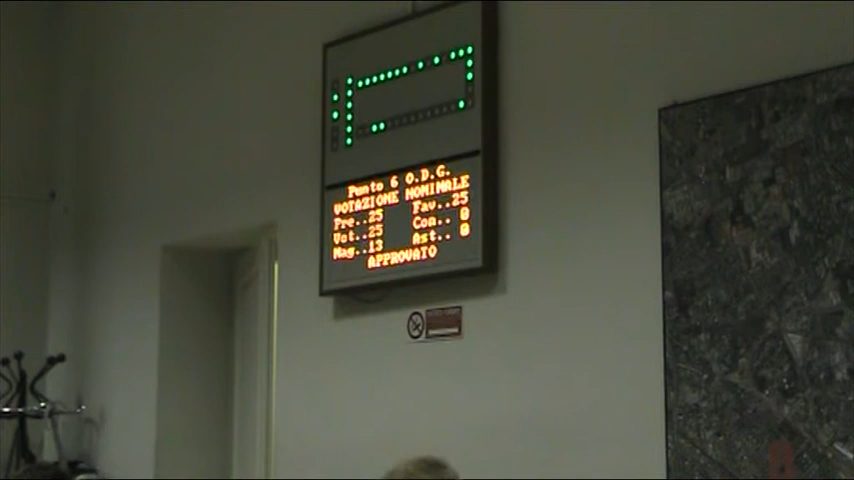 Punto 6 O.D.G.
VOTAZIONE NOMINALE
Pre..25 Fav..25
Vot..25 Con.. 0
Mag..13 Ast.. 0
APPROVATO